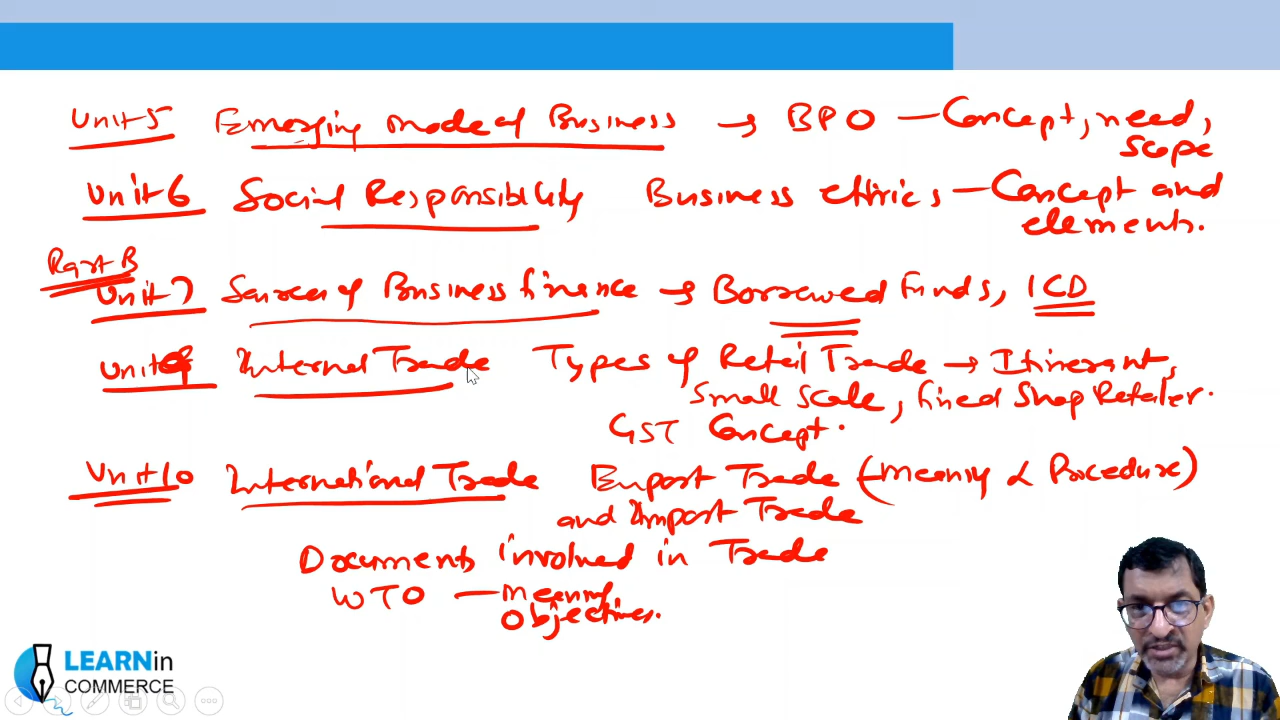 Unit 5 Emerging mode of Business → BPO — Concept, need,
scope
Unit 6 Social Responsibility Business ethics — Concept and
elements.
Part B
Unit 7 Sources of Business finance → Borrowed funds, ICD
Unit 9 Internal Trade Types of Retail Trade → Itinerant,
Small Scale, fixed Shop Retailer.
GST Concept.
Unit 10 International Trade Export Trade (meaning & Procedure)
and Import Trade
Documents involved in Trade
WTO — meaning
Objectives.
LEARNin
COMMERCE